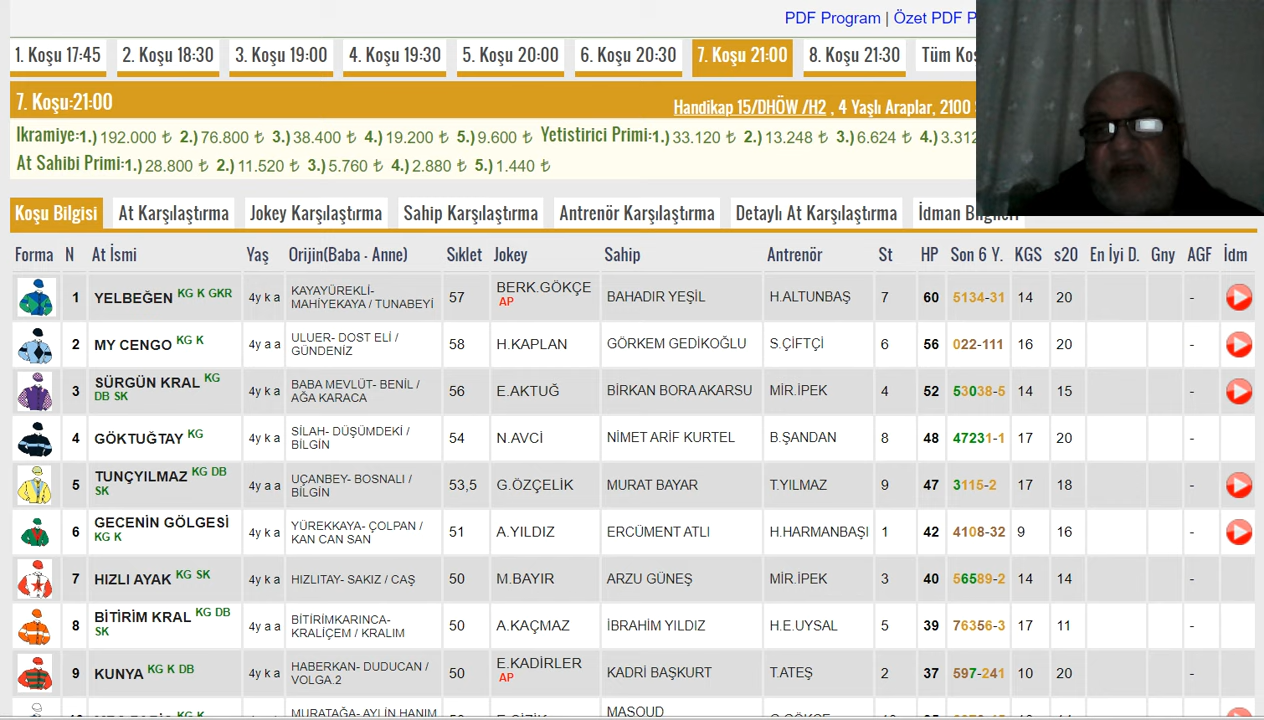 PDF Program | Özet PDF P
1. Koşu 17:45 2. Koşu 18:30 3. Koşu 19:00 4. Koşu 19:30 5. Koşu 20:00 6. Koşu 20:30 7. Koşu 21:00 8. Koşu 21:30 Tüm Kos
7. Koşu:21:00 Handikap 15/DHÖW /H2 , 4 Yaşlı Araplar, 2100
Ikramiye:1.) 192.000 ₺ 2.) 76.800 ₺ 3.) 38.400 ₺ 4.) 19.200 ₺ 5.) 9.600 ₺ Yetistirici Primi:1.) 33.120 ₺ 2.) 13.248 ₺ 3.) 6.624 ₺ 4.) 3.312
At Sahibi Primi:1.) 28.800 ₺ 2.) 11.520 ₺ 3.) 5.760 ₺ 4.) 2.880 ₺ 5.) 1.440 ₺
Koşu Bilgisi At Karşılaştırma Jokey Karşılaştırma Sahip Karşılaştırma Antrenör Karşılaştırma Detaylı At Karşılaştırma İdman Bilgileri
Forma N At İsmi Yaş Orijin(Baba - Anne) Sıklet Jokey Sahip Antrenör St HP Son 6 Y. KGS s20 En İyi D. Gny AGF İdm
1 YELBEĞEN KG K GKR 4y k a KAYAYÜREKLİ- MAHİYEKAYA / TUNABEYİ 57 BERK.GÖKÇE AP BAHADIR YEŞİL H.ALTUNBAŞ 7 60 5134-31 14 20 -
2 MY CENGO KG K 4y a a ULUER- DOST ELİ / GÜNDENİZ 58 H.KAPLAN GÖRKEM GEDİKOĞLU S.ÇİFTÇİ 6 56 022-111 16 20 -
3 SÜRGÜN KRAL KG DB SK 4y k a BABA MEVLÜT- BENİL / AĞA KARACA 56 E.AKTUĞ BİRKAN BORA AKARSU MİR.İPEK 4 52 53038-5 14 15 -
4 GÖKTUĞTAY KG 4y k a SİLAH- DÜŞÜMDEKİ / BİLGİN 54 N.AVCİ NİMET ARİF KURTEL B.ŞANDAN 8 48 47231-1 17 20 -
5 TUNÇYILMAZ KG DB SK 4y a a UÇANBEY- BOSNALI / BİLGİN 53,5 G.ÖZÇELİK MURAT BAYAR T.YILMAZ 9 47 3115-2 17 18 -
6 GECENİN GÖLGESİ KG K 4y k a YÜREKKAYA- ÇOLPAN / KAN CAN SAN 51 A.YILDIZ ERCÜMENT ATLI H.HARMANBAŞI 1 42 4108-32 9 16 -
7 HIZLI AYAK KG SK 4y k a HIZLITAY- SAKIZ / CAŞ 50 M.BAYIR ARZU GÜNEŞ MİR.İPEK 3 40 56589-2 14 14 -
8 BİTİRİM KRAL KG DB SK 4y a a BİTİRİMKARINCA- KRALİÇEM / KRALIM 50 A.KAÇMAZ İBRAHİM YILDIZ H.E.UYSAL 5 39 76356-3 17 11 -
9 KUNYA KG K DB 4y k a HABERKAN- DUDUCAN / VOLGA.2 50 E.KADİRLER AP KADRİ BAŞKURT T.ATEŞ 2 37 597-241 10 20 -
KG K MURATAĞA- AYLİN HANIM MASOUD